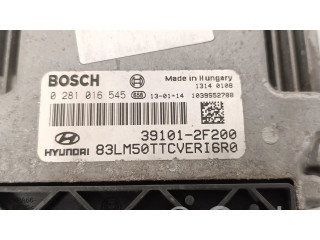 BOSCH
Made in Hungary
1314 0108
0 281 016 545 13-01-14 1039S52788
39101-2F200
HYUNDAI 83LM50TTCVERI6R0